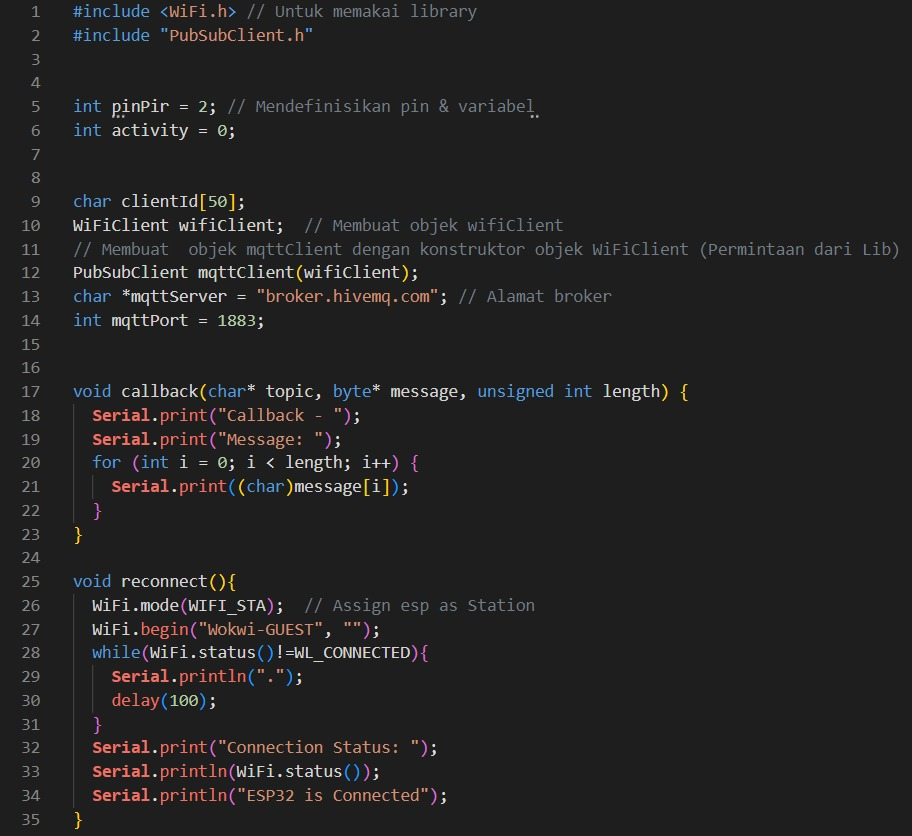 1 #include <WiFi.h> // Untuk memakai library
2 #include "PubSubClient.h"
3
4
5 int pinPir = 2; // Mendefinisikan pin & variabel
6 int activity = 0;
7
8
9 char clientId[50];
10 WiFiClient wifiClient;  // Membuat objek wifiClient
11 // Membuat  objek mqttClient dengan konstruktor objek WiFiClient (Permintaan dari Lib)
12 PubSubClient mqttClient(wifiClient);
13 char *mqttServer = "broker.hivemq.com"; // Alamat broker
14 int mqttPort = 1883;
15
16
17 void callback(char* topic, byte* message, unsigned int length) {
18   Serial.print("Callback - ");
19   Serial.print("Message: ");
20   for (int i = 0; i < length; i++) {
21     Serial.print((char)message[i]);
22   }
23 }
24
25 void reconnect(){
26   WiFi.mode(WIFI_STA);  // Assign esp as Station
27   WiFi.begin("Wokwi-GUEST", "");
28   while(WiFi.status()!=WL_CONNECTED){
29     Serial.println(".");
30     delay(100);
31   }
32   Serial.print("Connection Status: ");
33   Serial.println(WiFi.status());
34   Serial.println("ESP32 is Connected");
35 }